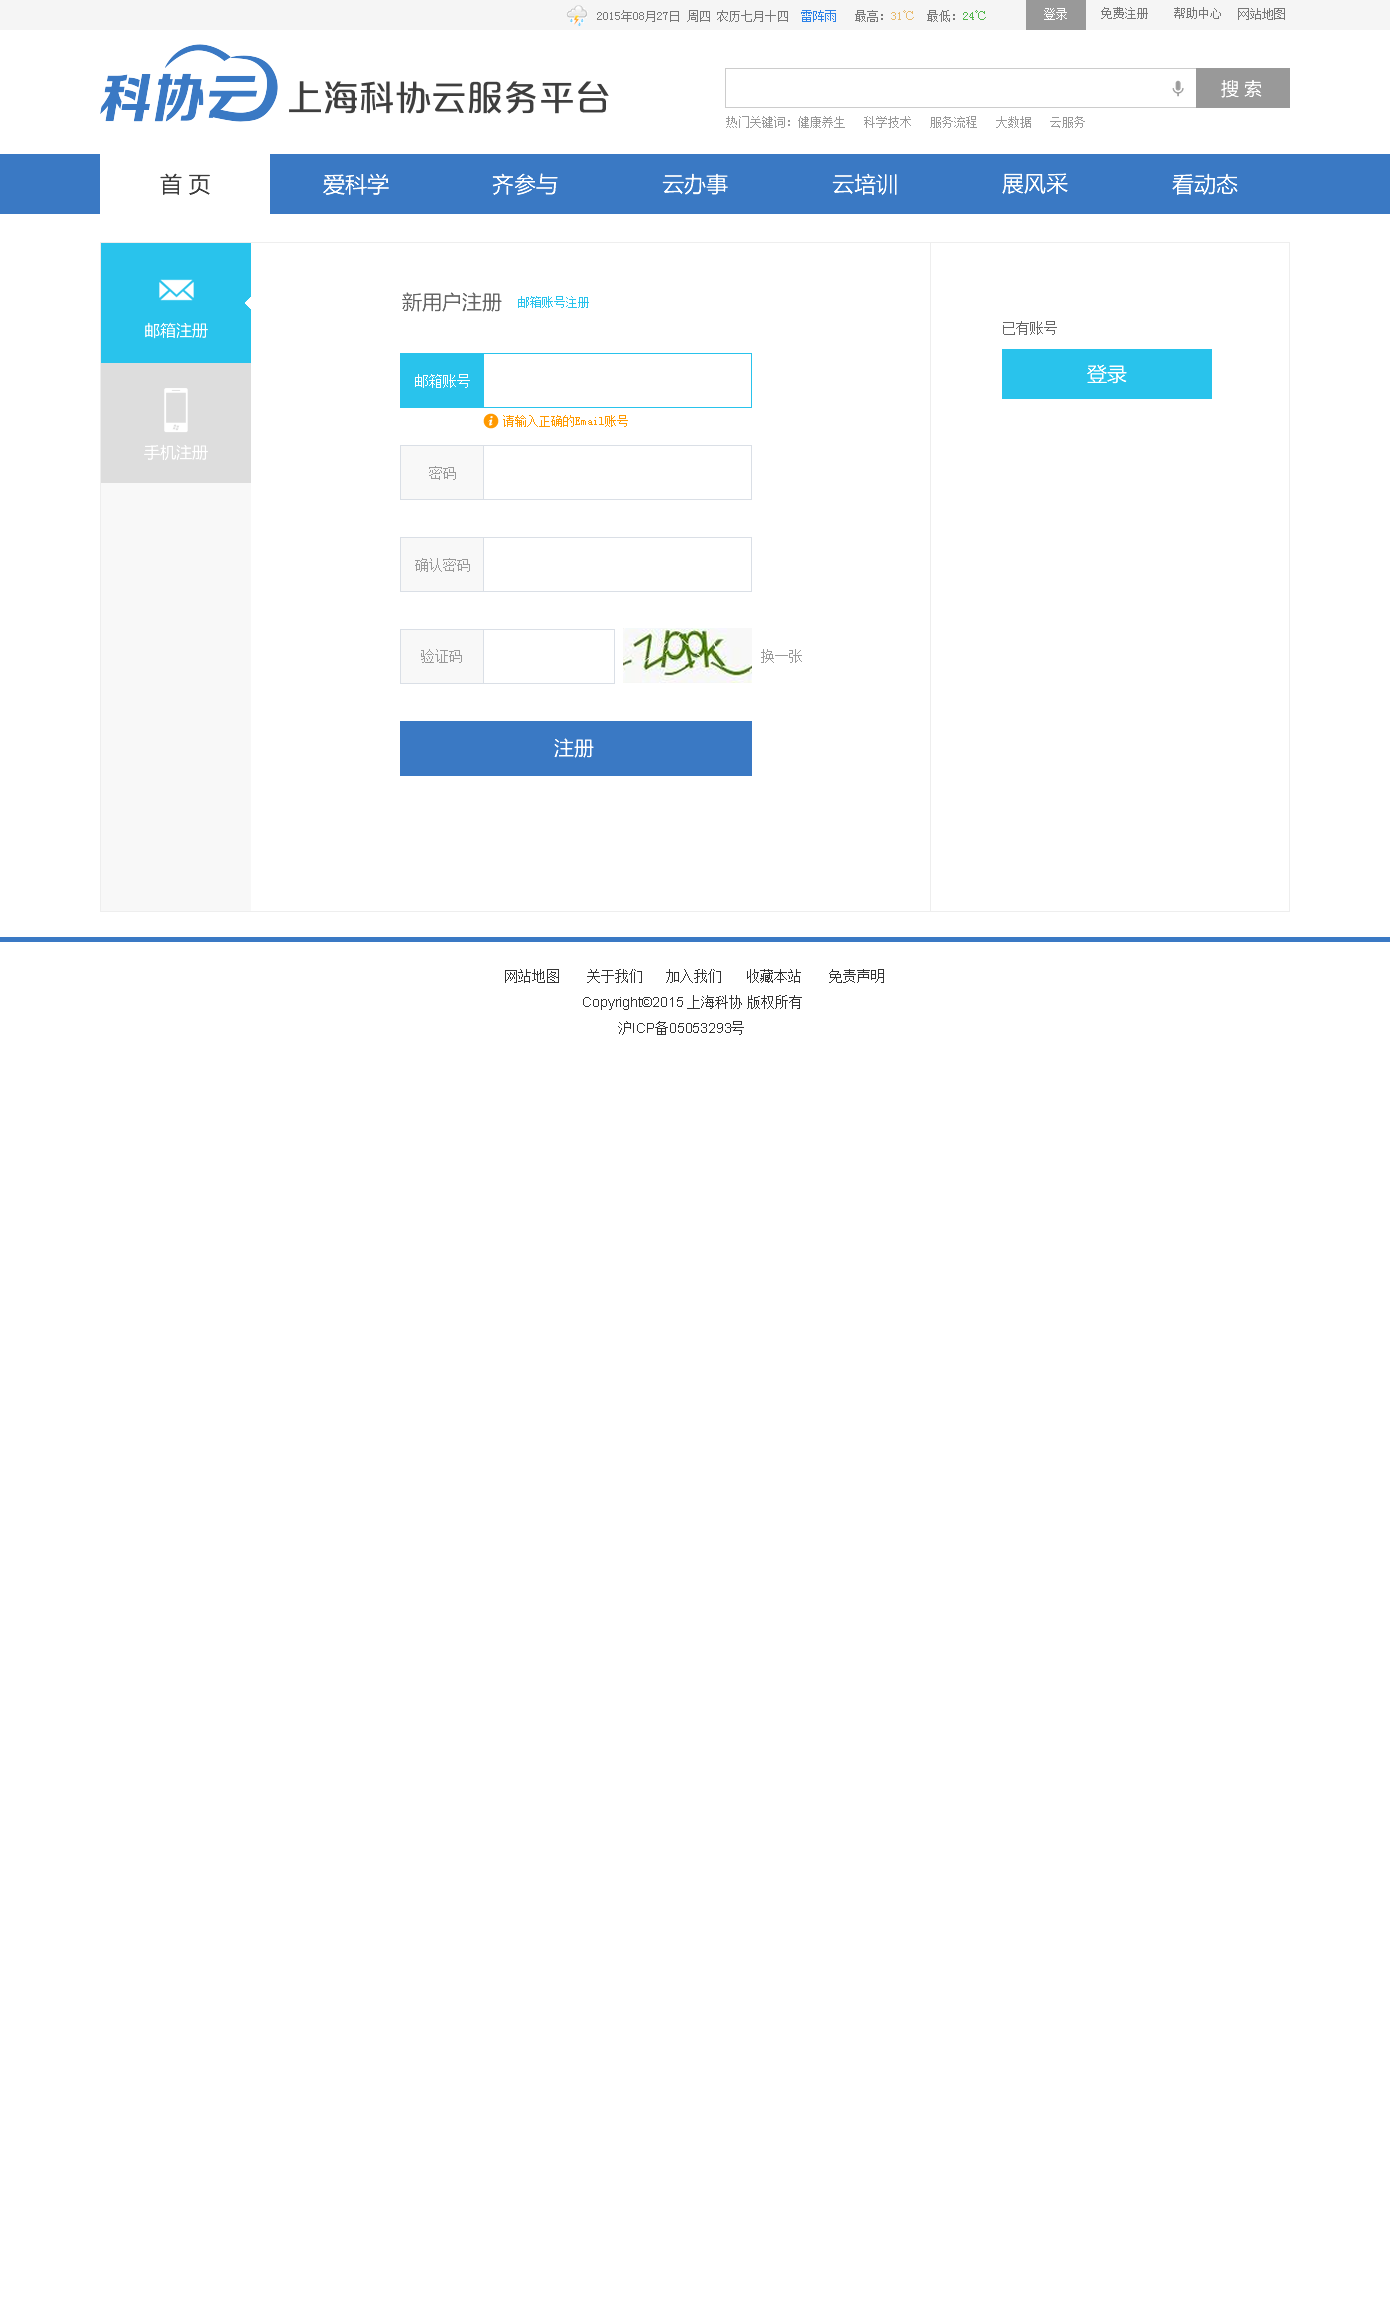 2015年08月27日 周四 农历七月十四 雷阵雨 最高：31℃ 最低：24℃ 登录 免费注册 帮助中心 网站地图
科协云 上海科协云服务平台
搜 索
热门关键词：健康养生 科学技术 服务流程 大数据 云服务
首 页 爱科学 齐参与 云办事 云培训 展风采 看动态
邮箱注册
手机注册
新用户注册 邮箱账号注册
邮箱账号
请输入正确的Email账号
密码
确认密码
验证码 zppk 换一张
注册
已有账号
登录
网站地图 关于我们 加入我们 收藏本站 免责声明
Copyright©2015 上海科协 版权所有
沪ICP备05053293号